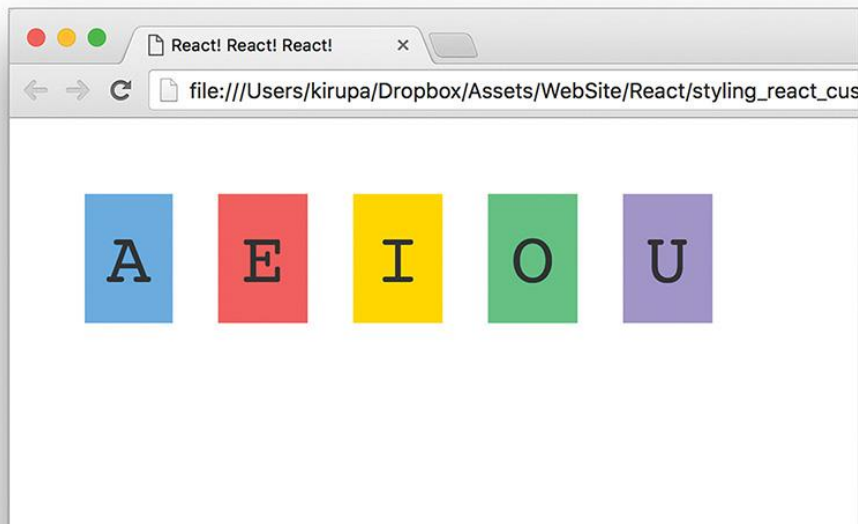 React! React! React!
file:///Users/kirupa/Dropbox/Assets/WebSite/React/styling_react_cus
A E I O U